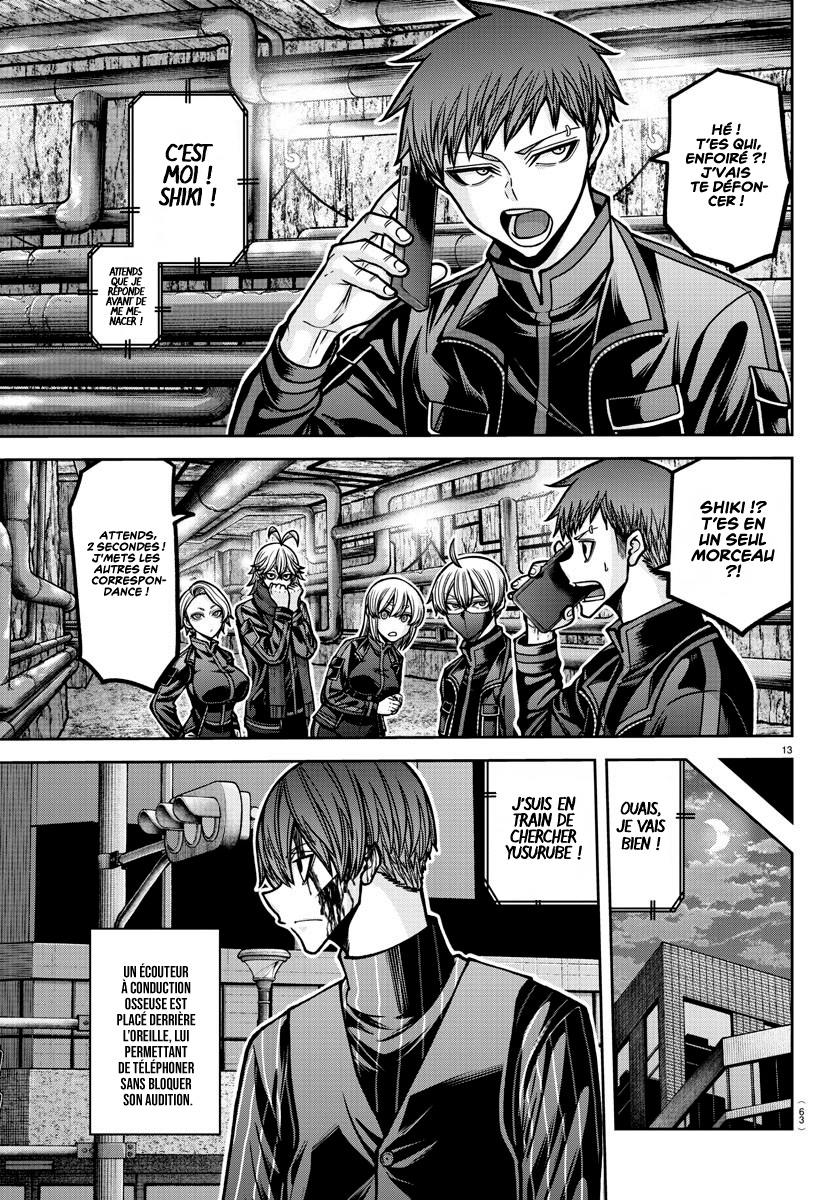 HÉ !
T'ES QUI,
ENFOIRÉ ?!
J'VAIS
TE DÉFON-
CER !
C'EST
MOI !
SHIKI !
ATTENDS
QUE JE
RÉPONDE
AVANT DE
ME ME-
NACER !
SHIKI !?
T'ES EN
UN SEUL
MORCEAU
?!
ATTENDS,
2 SECONDES !
J'METS LES
AUTRES EN
CORRESPON-
DANCE !
13
OUAIS,
JE VAIS
BIEN !
J'SUIS EN
TRAIN DE
CHERCHER
YUSURUBE !
UN ÉCOUTEUR
À CONDUCTION
OSSEUSE EST
PLACÉ DERRIÈRE
L'OREILLE, LUI
PERMETTANT
DE TÉLÉPHONER
SANS BLOQUER
SON AUDITION.
(63)